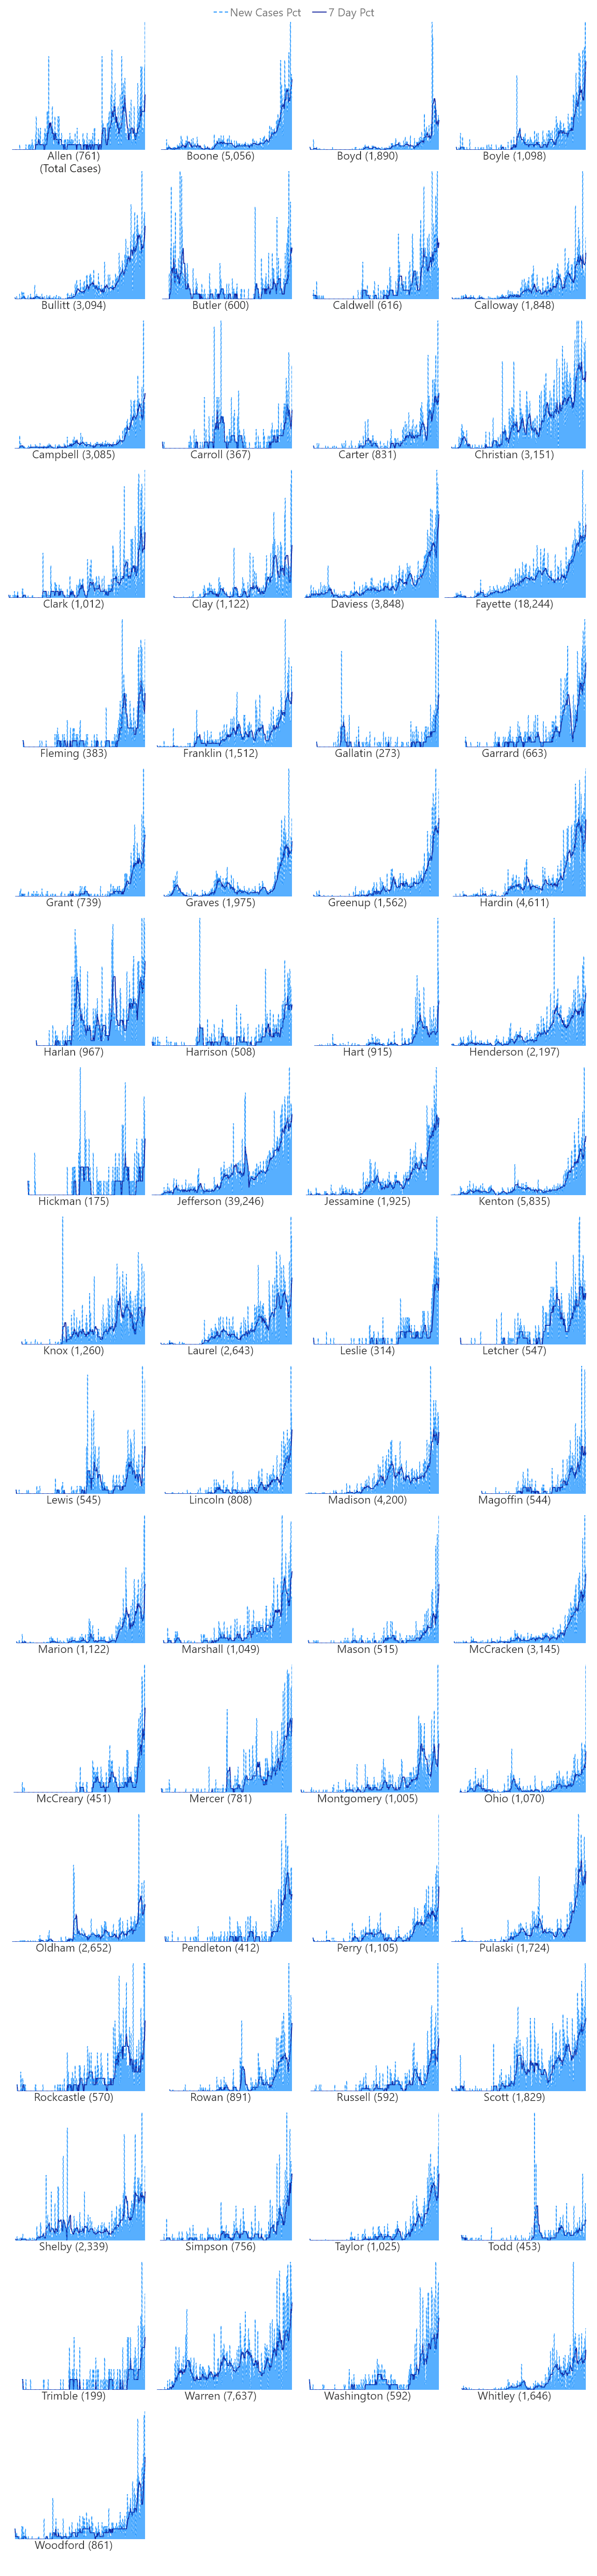 New Cases Pct 7 Day Pct
Allen (761) Boone (5,056) Boyd (1,890) Boyle (1,098)
(Total Cases)
Bullitt (3,094) Butler (600) Caldwell (616) Calloway (1,848)
Campbell (3,085) Carroll (367) Carter (831) Christian (3,151)
Clark (1,012) Clay (1,122) Daviess (3,848) Fayette (18,244)
Fleming (383) Franklin (1,512) Gallatin (273) Garrard (663)
Grant (739) Graves (1,975) Greenup (1,562) Hardin (4,611)
Harlan (967) Harrison (508) Hart (915) Henderson (2,197)
Hickman (175) Jefferson (39,246) Jessamine (1,925) Kenton (5,835)
Knox (1,260) Laurel (2,643) Leslie (314) Letcher (547)
Lewis (545) Lincoln (808) Madison (4,200) Magoffin (544)
Marion (1,122) Marshall (1,049) Mason (515) McCracken (3,145)
McCreary (451) Mercer (781) Montgomery (1,005) Ohio (1,070)
Oldham (2,652) Pendleton (412) Perry (1,105) Pulaski (1,724)
Rockcastle (570) Rowan (891) Russell (592) Scott (1,829)
Shelby (2,339) Simpson (756) Taylor (1,025) Todd (453)
Trimble (199) Warren (7,637) Washington (592) Whitley (1,646)
Woodford (861)